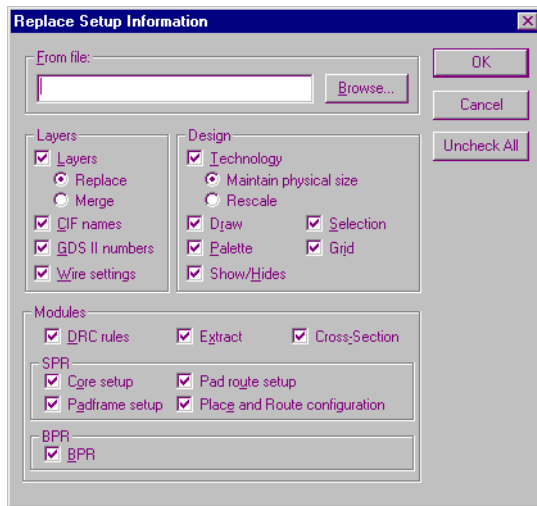 Replace Setup Information
From file:
Browse...
OK
Cancel
Uncheck All
Layers
Layers
Replace
Merge
CIF names
GDS II numbers
Wire settings
Design
Technology
Maintain physical size
Rescale
Draw Selection
Palette Grid
Show/Hides
Modules
DRC rules Extract Cross-Section
SPR
Core setup Pad route setup
Padframe setup Place and Route configuration
BPR
BPR